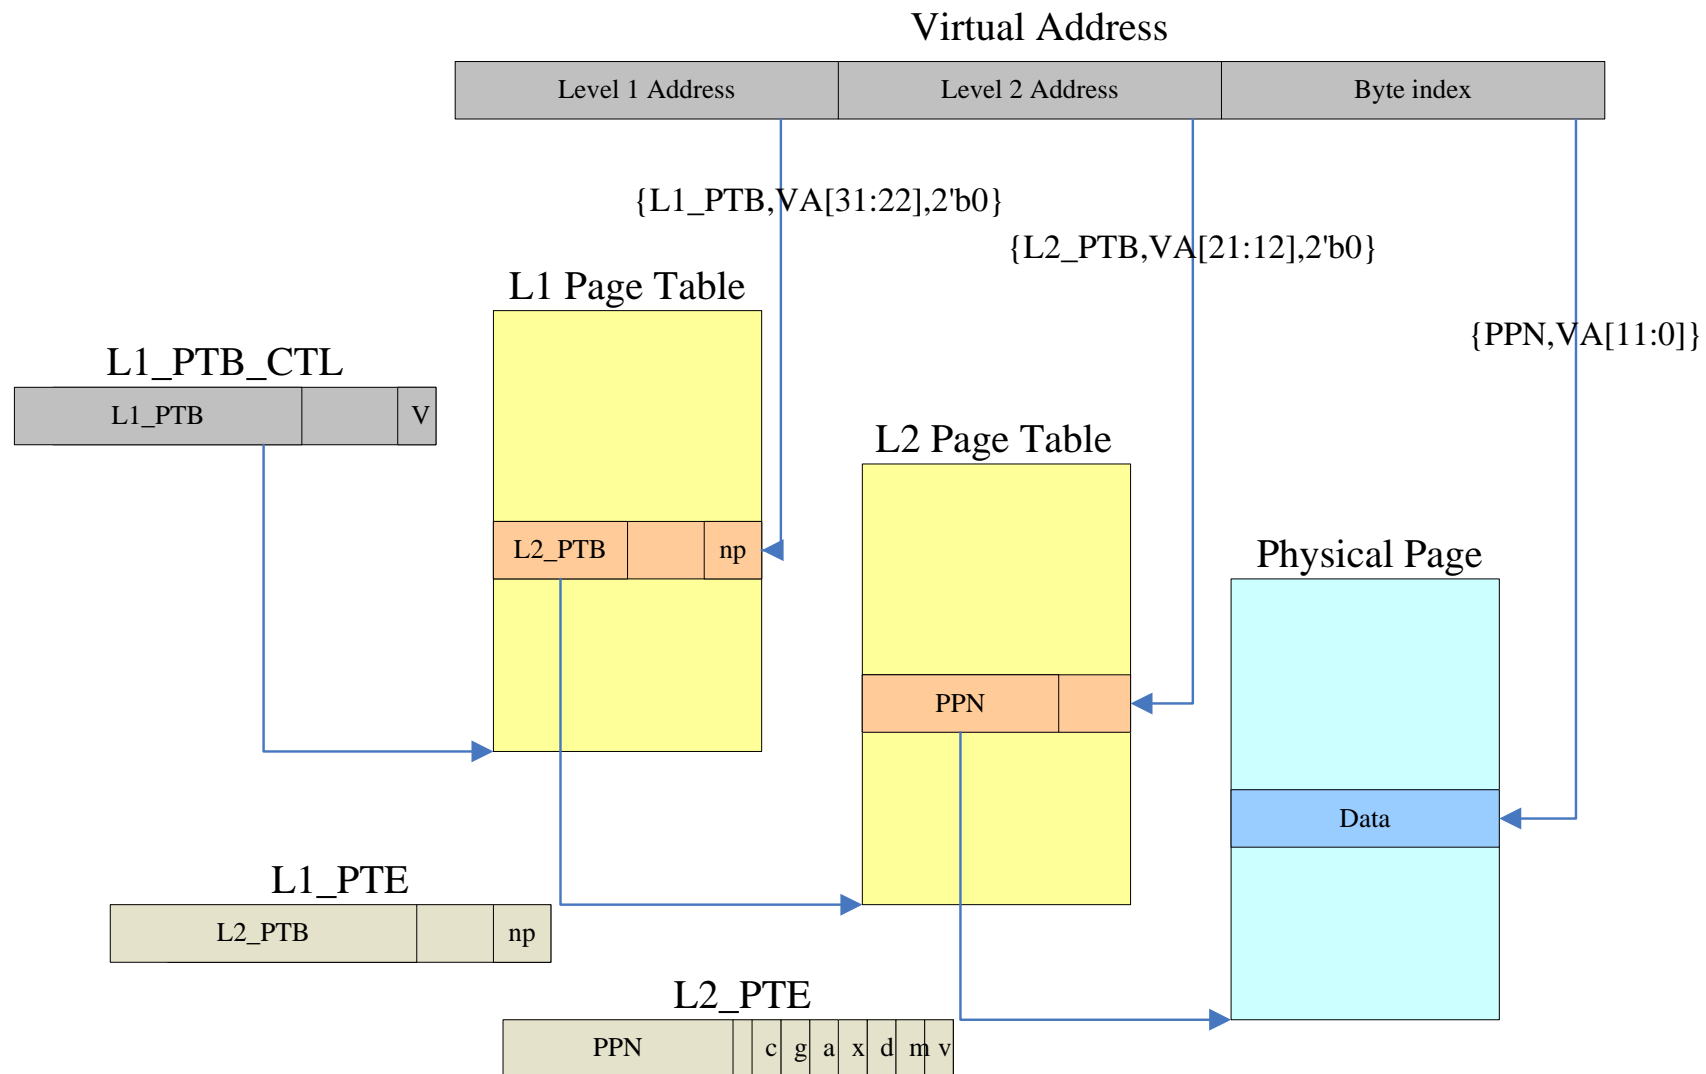 Virtual Address
Level 1 Address
Level 2 Address
Byte index
{L1_PTB,VA[31:22],2'b0}
{L2_PTB,VA[21:12],2'b0}
{PPN,VA[11:0]}
L1 Page Table
L1_PTB_CTL
L1_PTB
V
L2 Page Table
L2_PTB
np
Physical Page
PPN
Data
L1_PTE
L2_PTB
np
L2_PTE
PPN
c
g
a
x
d
m
v